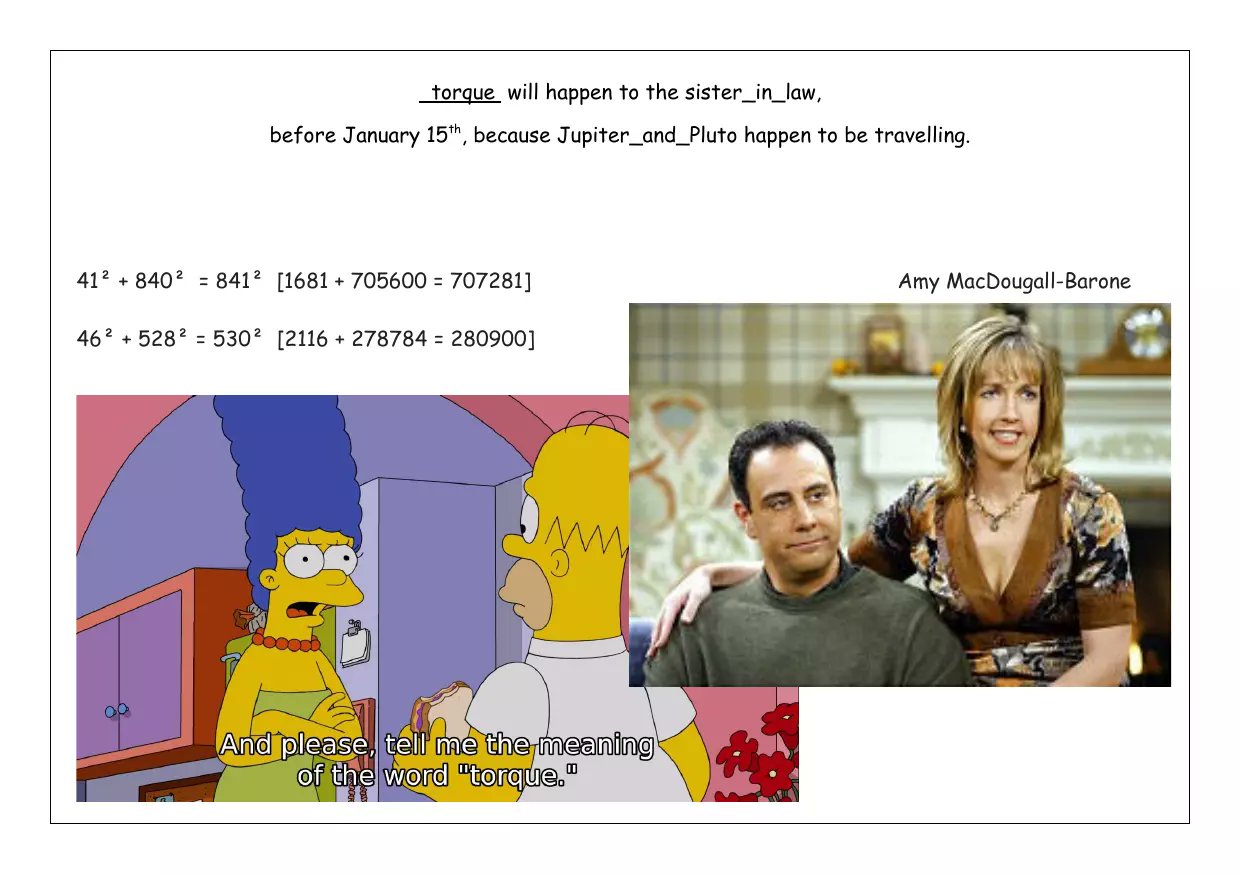 torque will happen to the sister_in_law,
before January 15th, because Jupiter_and_Pluto happen to be travelling.
41² + 840² = 841² [1681 + 705600 = 707281]
Amy MacDougall-Barone
46² + 528² = 530² [2116 + 278784 = 280900]
And please, tell me the meaning
of the word "torque."